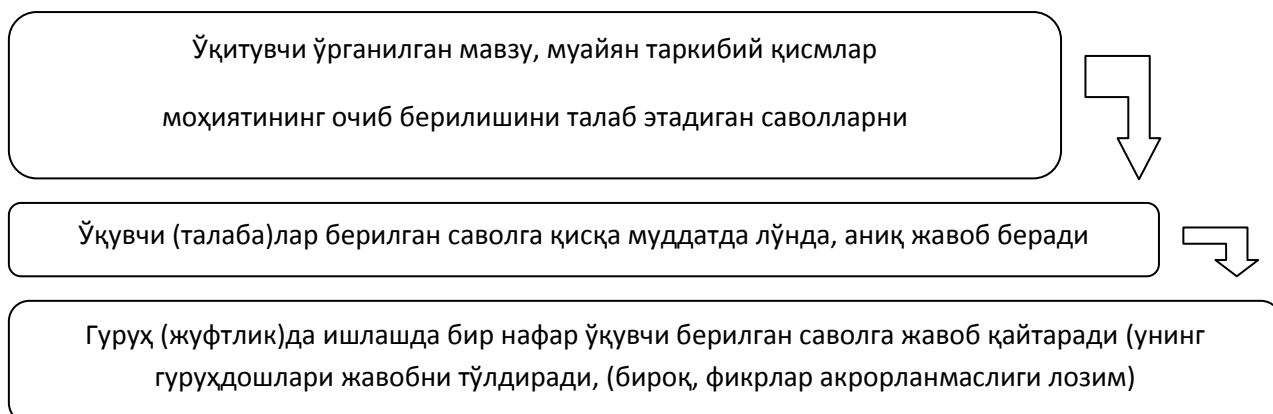 Ўқитувчи ўрганилган мавзу, муайян таркибий қисмлар
моҳиятининг очиб берилишини талаб этадиган саволларни
Ўқувчи (талаба)лар берилган саволга қисқа муддатда лўнда, аниқ жавоб беради
Гуруҳ (жуфтлик)да ишлашда бир нафар ўқувчи берилган саволга жавоб қайтаради (унинг
гуруҳдошлари жавобни тўлдиради, (бироқ, фикрлар акрорланмаслиги лозим)